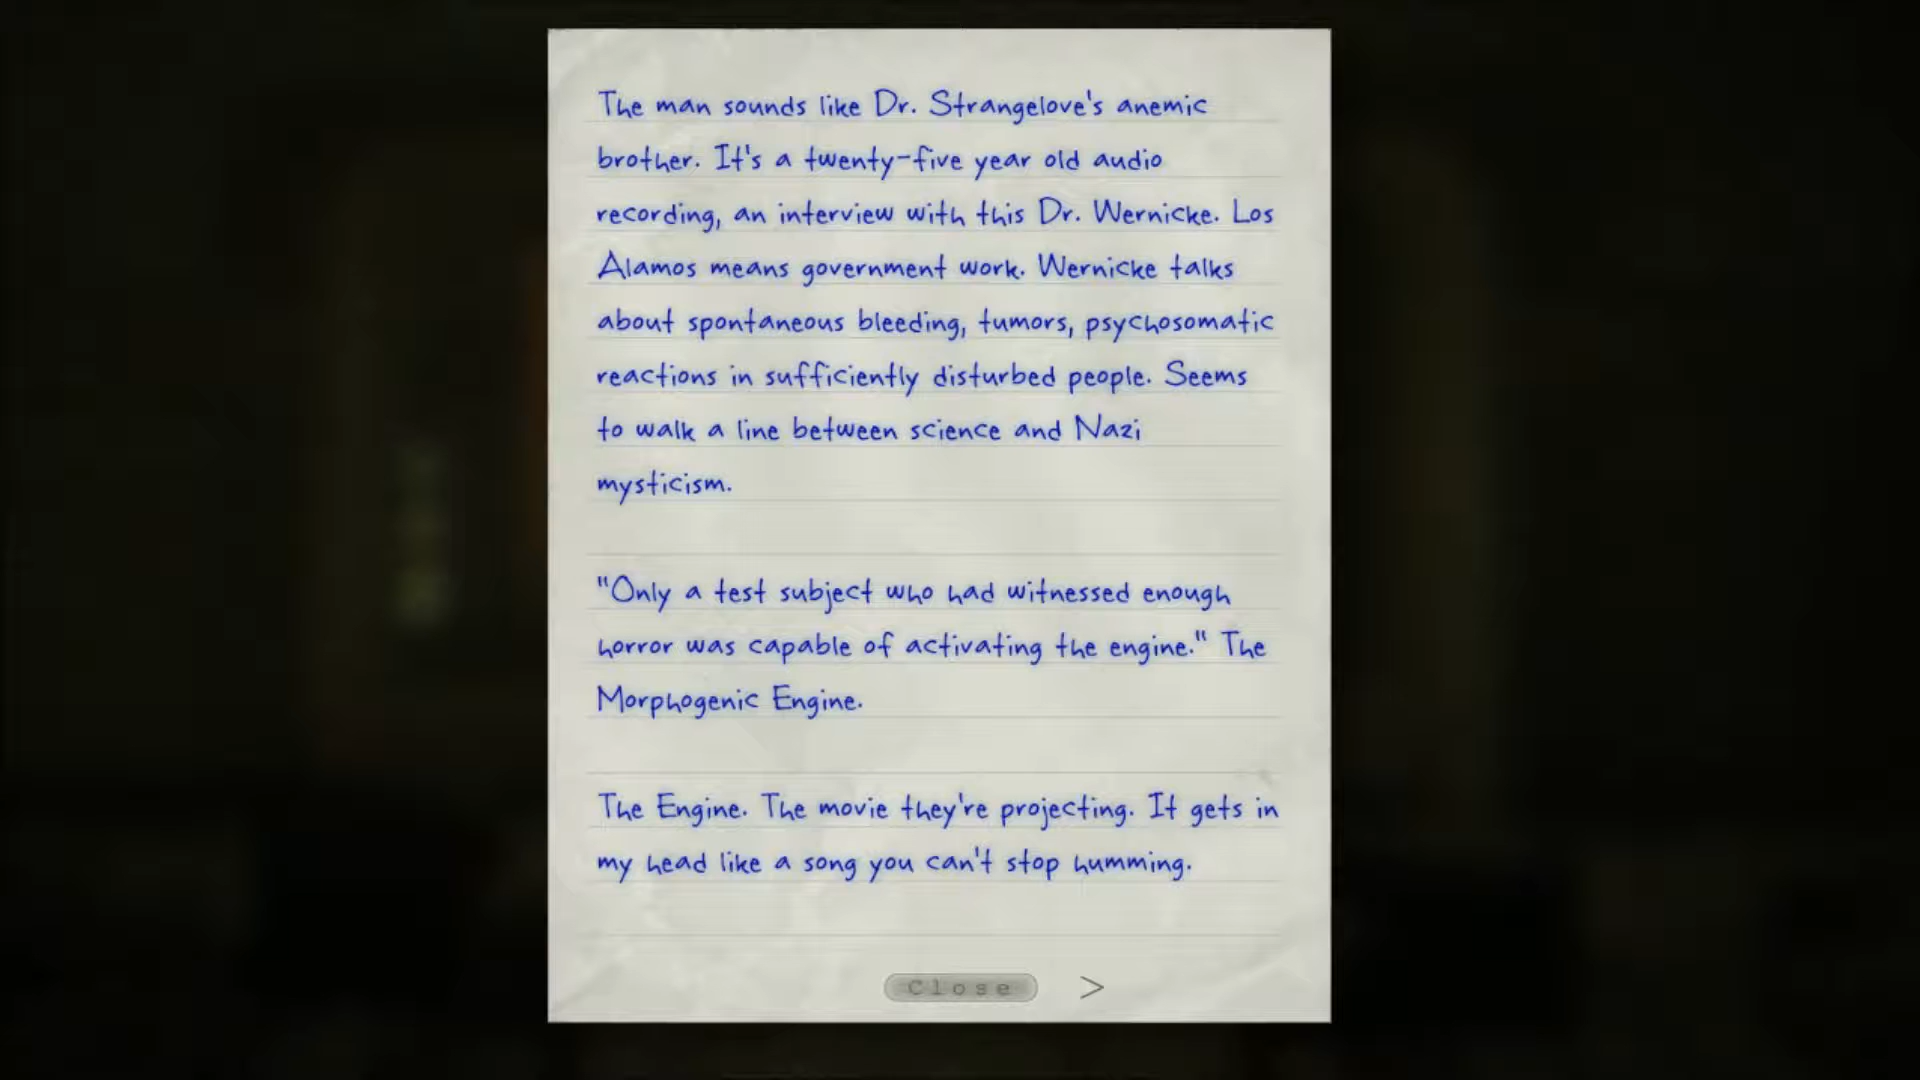 The man sounds like Dr. Strangelove's anemic
brother. It's a twenty-five year old audio
recording, an interview with this Dr. Wernicke. Los
Alamos means government work. Wernicke talks
about spontaneous bleeding, tumors, psychosomatic
reactions in sufficiently disturbed people. Seems
to walk a line between science and Nazi
mysticism.
"Only a test subject who had witnessed enough
horror was capable of activating the engine." The
Morphogenic Engine.
The Engine. The movie they're projecting. It gets in
my head like a song you can't stop humming.
Close >